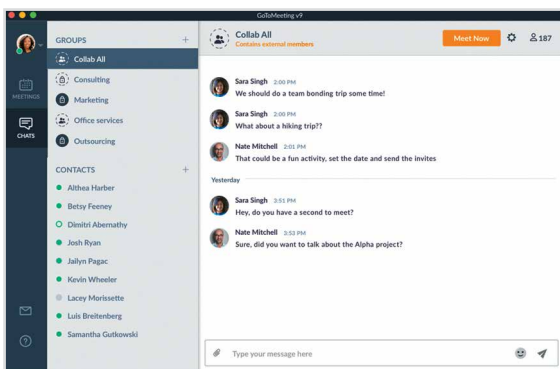 GoToMeeting v9
MEETINGS
CHATS
GROUPS +
Collab All
Consulting
Marketing
Office services
Outsourcing
CONTACTS +
Althea Harber
Betsy Feeney
Dimitri Abernathy
Josh Ryan
Jailyn Pagac
Kevin Wheeler
Lacey Morissette
Luis Breitenberg
Samantha Gutkowski
Collab All
Contains external members
Meet Now
187
Sara Singh 2:00 PM
We should do a team bonding trip some time!
Sara Singh 2:00 PM
What about a hiking trip??
Nate Mitchell 2:01 PM
That could be a fun activity, set the date and send the invites
Yesterday
Sara Singh 3:51 PM
Hey, do you have a second to meet?
Nate Mitchell 3:53 PM
Sure, did you want to talk about the Alpha project?
Type your message here